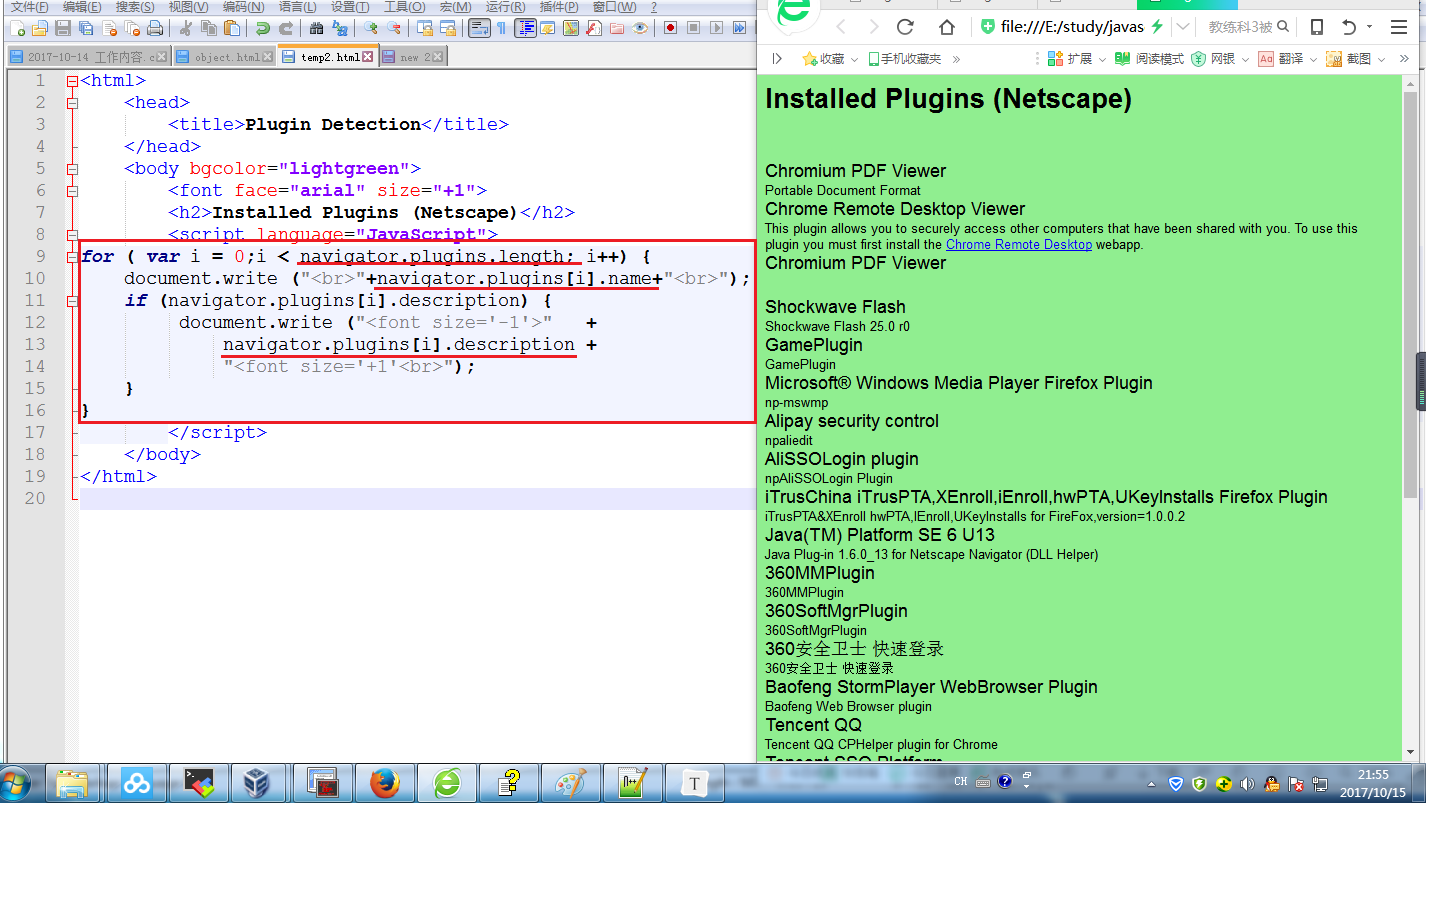 文件(F) 编辑(E) 搜索(S) 视图(V) 编码(N) 语言(L) 设置(T) 工具(O) 宏(M) 运行(R) 插件(P) 窗口(W) ?
2017-10-14 工作内容.c object.html temp2.html new 2
1 <html>
2 <head>
3 <title>Plugin Detection</title>
4 </head>
5 <body bgcolor="lightgreen">
6 <font face="arial" size="+1">
7 <h2>Installed Plugins (Netscape)</h2>
8 <script language="JavaScript">
9 for ( var i = 0;i < navigator.plugins.length; i++) {
10 document.write ("<br>"+navigator.plugins[i].name+"<br>");
11 if (navigator.plugins[i].description) {
12 document.write ("<font size='-1'>" +
13 navigator.plugins[i].description +
14 "<font size='+1'<br>");
15 }
16 }
17 </script>
18 </body>
19 </html>
20
file:///E:/study/javas 教练科3被
收藏 手机收藏夹 » 扩展 阅读模式 网银 翻译 截图 »
Installed Plugins (Netscape)
Chromium PDF Viewer
Portable Document Format
Chrome Remote Desktop Viewer
This plugin allows you to securely access other computers that have been shared with you. To use this
plugin you must first install the Chrome Remote Desktop webapp.
Chromium PDF Viewer
Shockwave Flash
Shockwave Flash 25.0 r0
GamePlugin
GamePlugin
Microsoft® Windows Media Player Firefox Plugin
np-mswmp
Alipay security control
npaliedit
AliSSOLogin plugin
npAliSSOLogin Plugin
iTrusChina iTrusPTA,XEnroll,iEnroll,hwPTA,UKeyInstalls Firefox Plugin
iTrusPTA&XEnroll hwPTA,IEnroll,UKeyInstalls for FireFox,version=1.0.0.2
Java(TM) Platform SE 6 U13
Java Plug-in 1.6.0_13 for Netscape Navigator (DLL Helper)
360MMPlugin
360MMPlugin
360SoftMgrPlugin
360SoftMgrPlugin
360安全卫士 快速登录
360安全卫士 快速登录
Baofeng StormPlayer WebBrowser Plugin
Baofeng Web Browser plugin
Tencent QQ
Tencent QQ CPHelper plugin for Chrome
Tencent SSO Platform
CH
21:55
2017/10/15